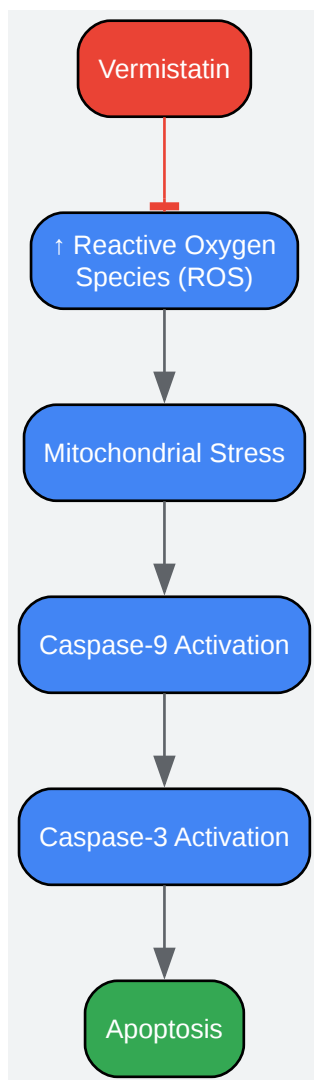 Vermistatin
↑ Reactive Oxygen
Species (ROS)
Mitochondrial Stress
Caspase-9 Activation
Caspase-3 Activation
Apoptosis